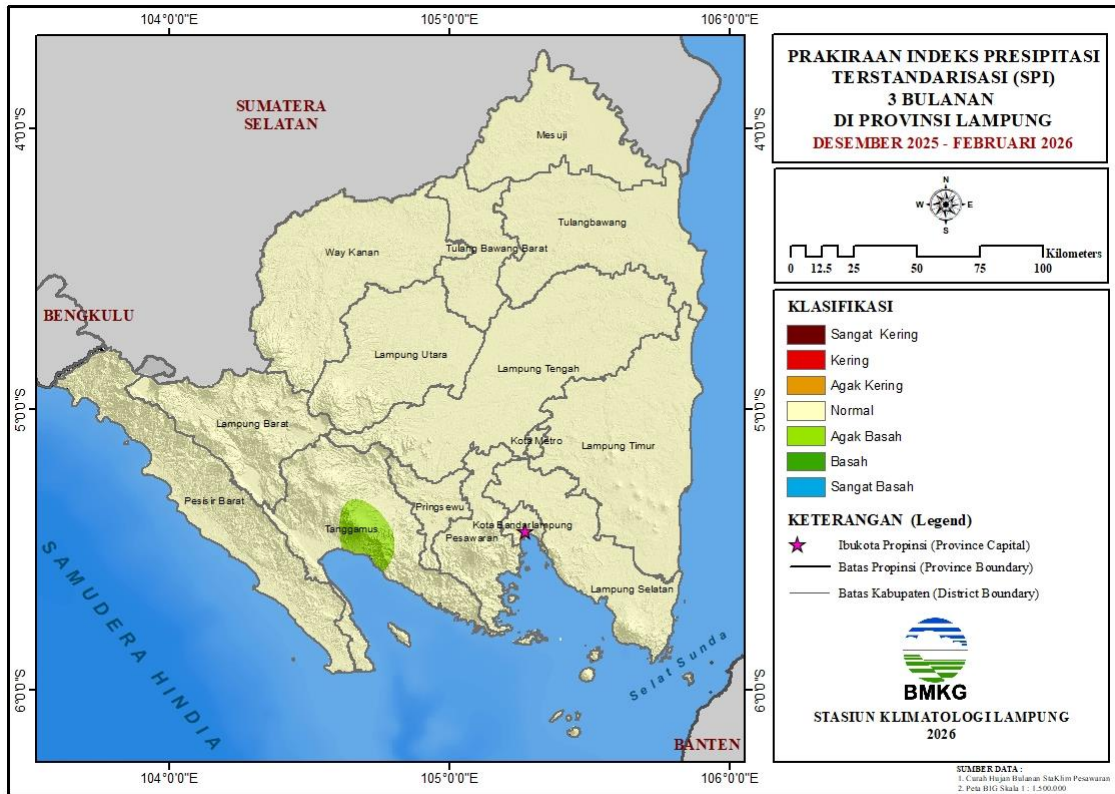 104°0'0"E
105°0'0"E
106°0'0"E
4°0'0"S
5°0'0"S
6°0'0"S
SUMATERA
SELATAN
BENGKULU
Mesuji
Tulangbawang
Tulang Bawang Barat
Way Kanan
Lampung Utara
Lampung Tengah
Lampung Barat
Kota Metro
Lampung Timur
Pesisir Barat
Tanggamus
Pringsewu
Kota Bandarlampung
Pesawaran
Lampung Selatan
SAMUDERA HINDIA
Selat Sunda
BANTEN
4°0'0"S
5°0'0"S
6°0'0"S
104°0'0"E
105°0'0"E
106°0'0"E
PRAKIRAAN INDEKS PRESIPITASI
TERSTANDARISASI (SPI)
3 BULANAN
DI PROVINSI LAMPUNG
DESEMBER 2025 - FEBRUARI 2026
N
W E
S
Kilometers
0 12.5 25 50 75 100
KLASIFIKASI
Sangat Kering
Kering
Agak Kering
Normal
Agak Basah
Basah
Sangat Basah
KETERANGAN (Legend)
Ibukota Propinsi (Province Capital)
Batas Propinsi (Province Boundary)
Batas Kabupaten (District Boundary)
BMKG
STASIUN KLIMATOLOGI LAMPUNG
2026
SUMBER DATA :
1. Curah Hujan Bulanan StaKlim Pesawaran
2. Peta BIG Skala 1 : 1.500.000